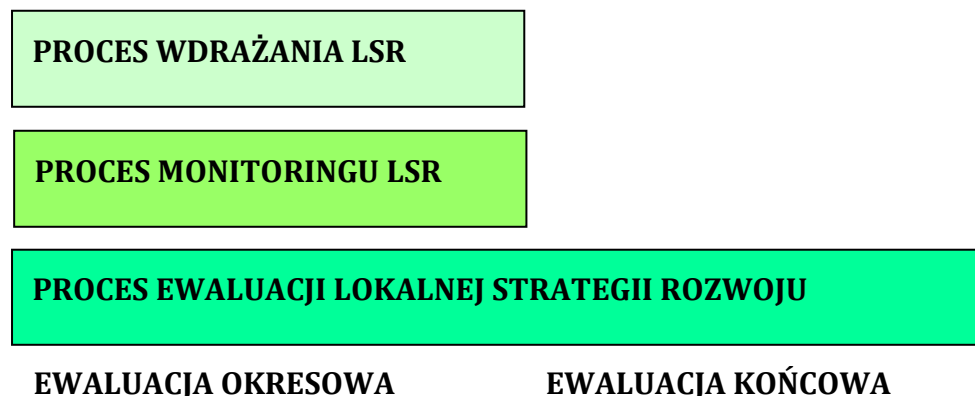 PROCES WDRAŻANIA LSR
PROCES MONITORINGU LSR
PROCES EWALUACJI LOKALNEJ STRATEGII ROZWOJU
EWALUACJA OKRESOWA EWALUACJA KOŃCOWA